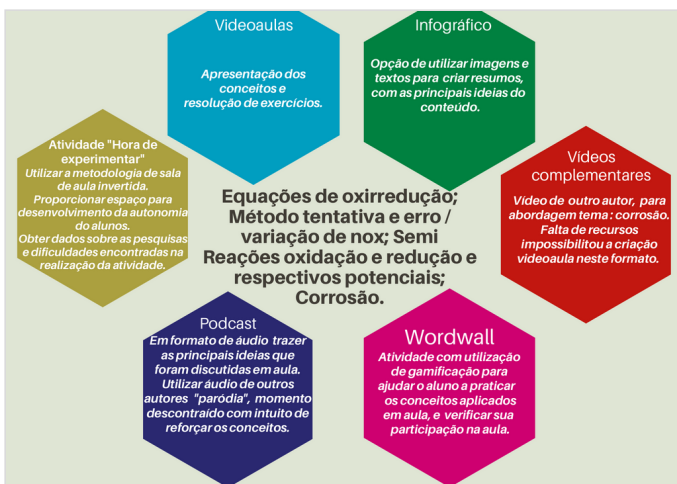 Videoaulas
Apresentação dos
conceitos e
resolução de exercícios.
Infográfico
Opção de utilizar imagens e
textos para criar resumos,
com as principais ideias do
conteúdo.
Atividade "Hora de
experimentar"
Utilizar a metodologia de sala
de aula invertida.
Proporcionar espaço para
desenvolvimento da autonomia
do alunos.
Obter dados sobre as pesquisas
e dificuldades encontradas na
realização da atividade.
Equações de oxirredução;
Método tentativa e erro /
variação de nox; Semi
Reações oxidação e redução e
respectivos potenciais;
Corrosão.
Vídeos
complementares
Vídeo de outro autor, para
abordagem tema : corrosão.
Falta de recursos
impossibilitou a criação
videoaula neste formato.
Podcast
Em formato de áudio trazer
as principais ideias que
foram discutidas em aula.
Utilizar áudio de outros
autores "paródia", momento
descontraído com intuito de
reforçar os conceitos.
Wordwall
Atividade com utilização
de gamificação para
ajudar o aluno a praticar
os conceitos aplicados
em aula, e verificar sua
participação na aula.